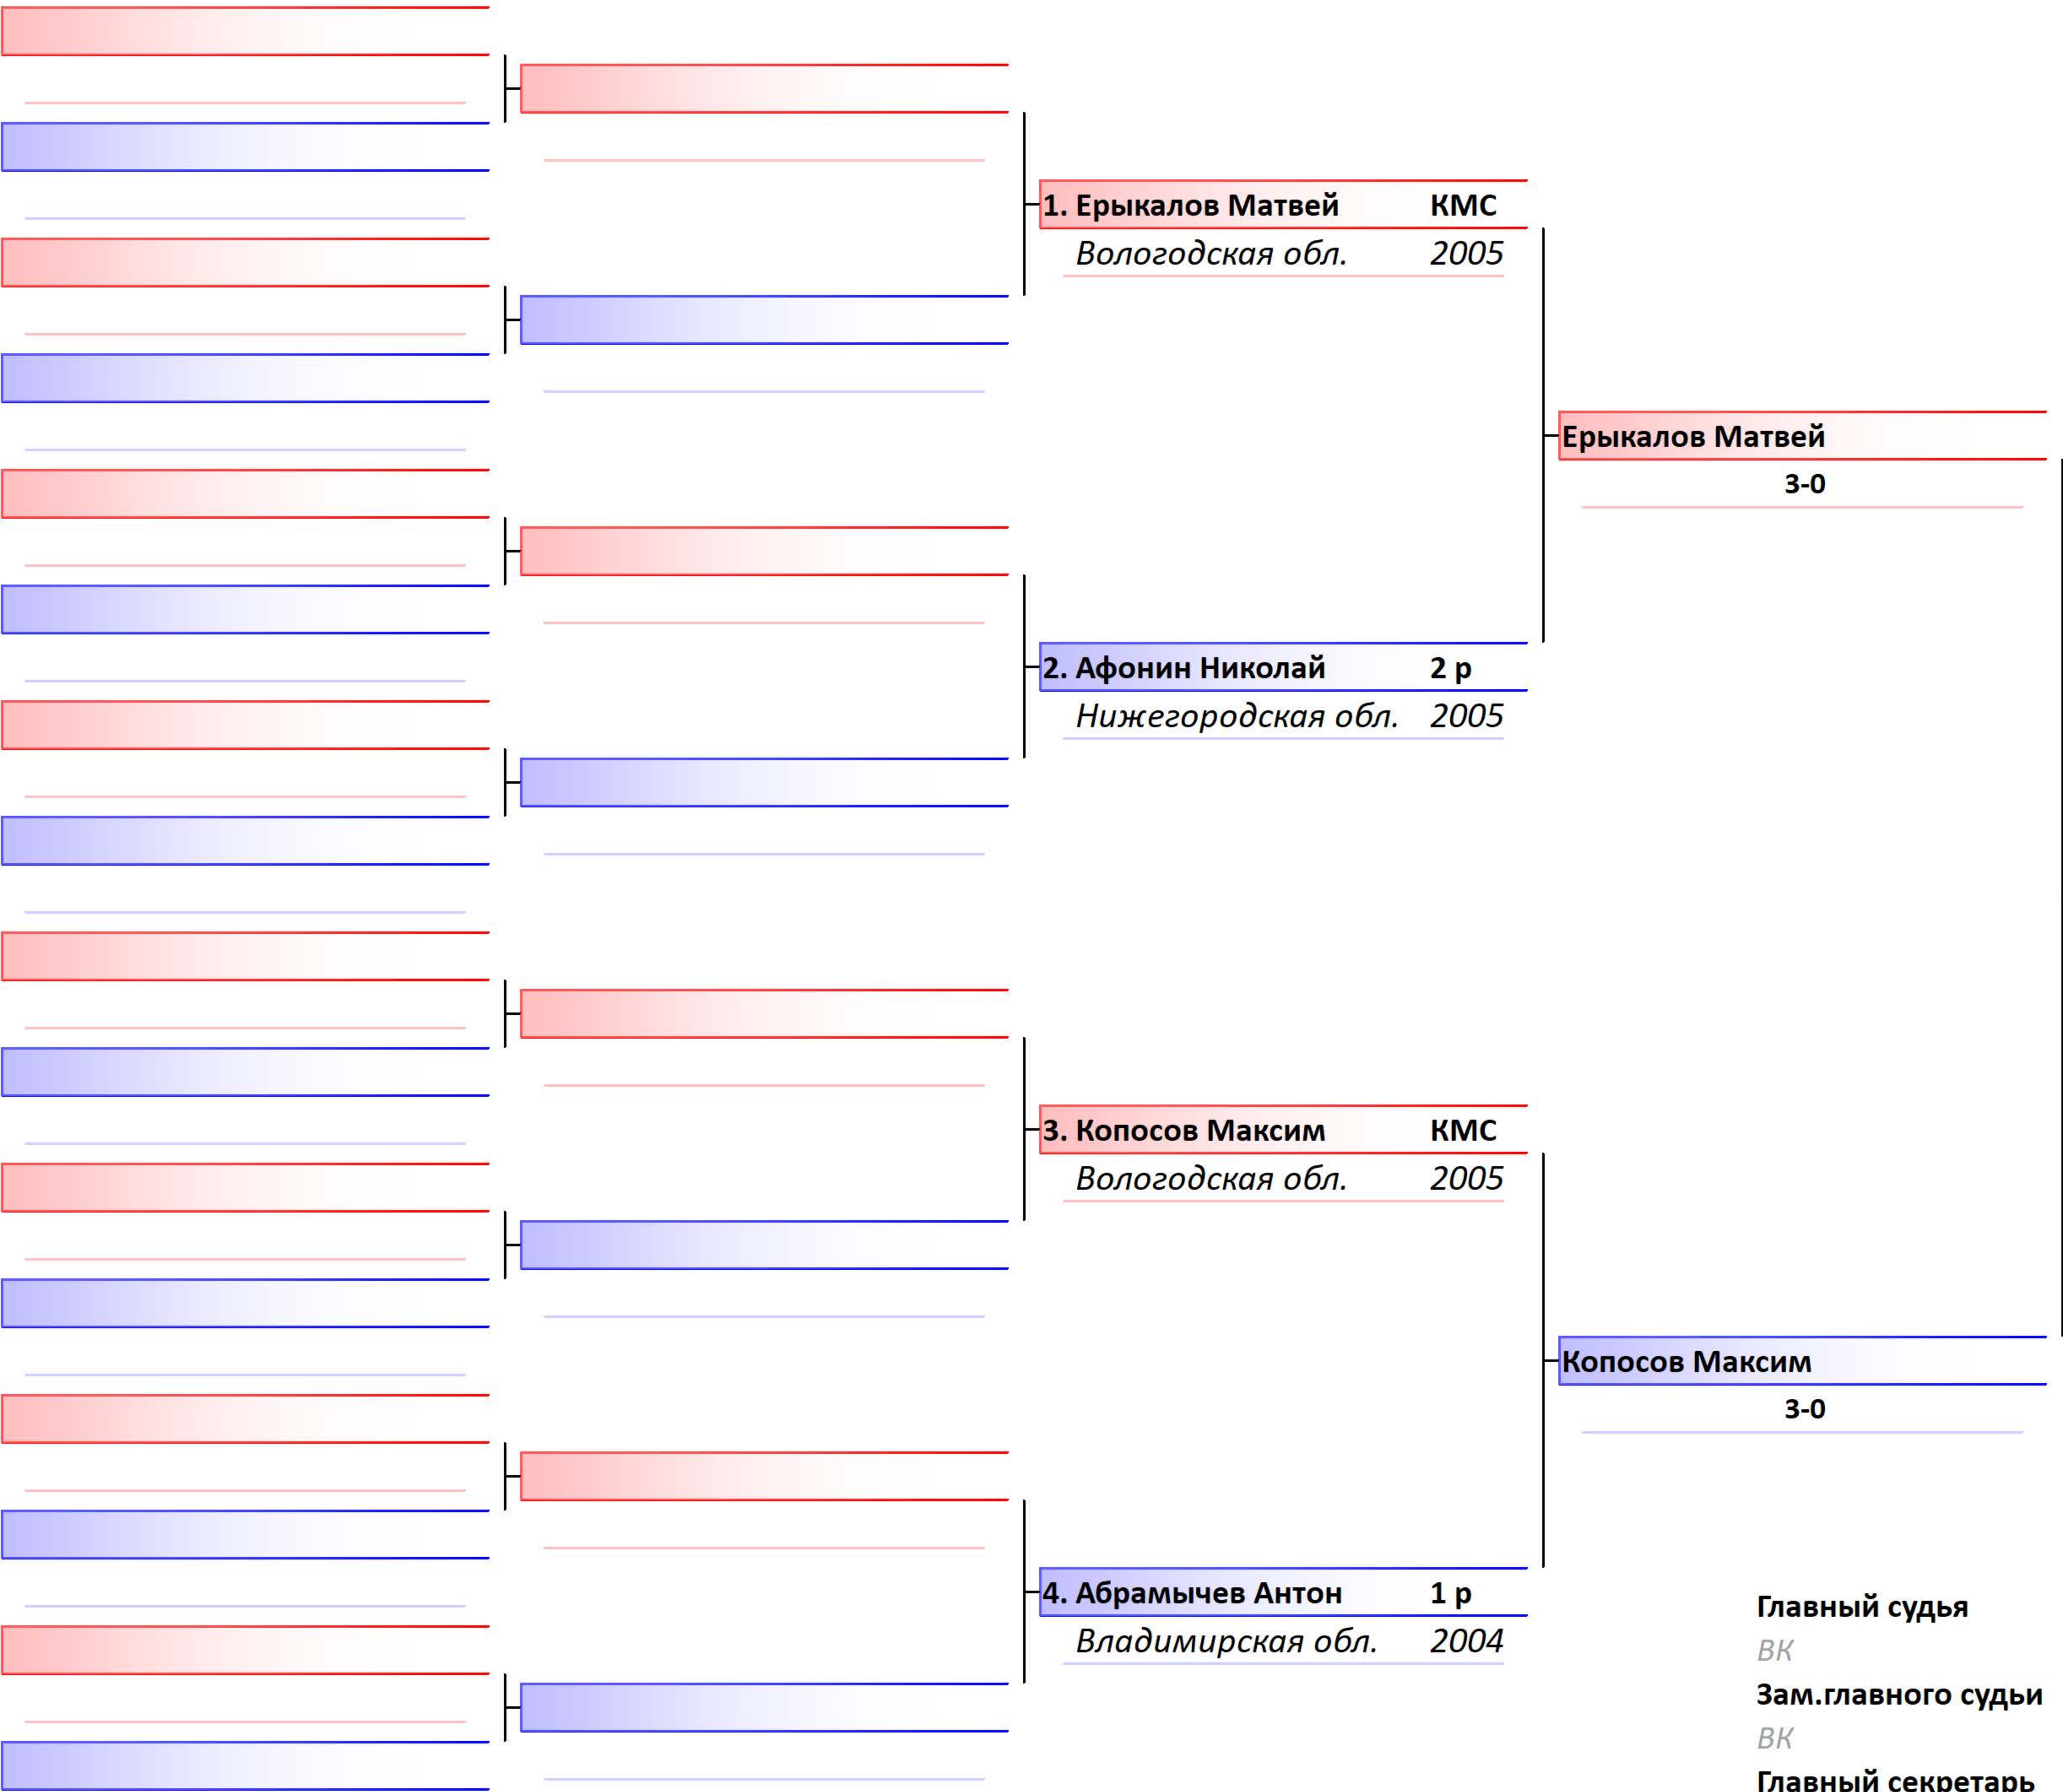 1. Ерыкалов Матвей КМС
Вологодская обл. 2005
2. Афонин Николай 2 р
Нижегородская обл. 2005
3. Копосов Максим КМС
Вологодская обл. 2005
4. Абрамычев Антон 1 р
Владимирская обл. 2004
Ерыкалов Матвей
3-0
Копосов Максим
3-0
Главный судья
ВК
Зам.главного судьи
ВК
Главный секретарь